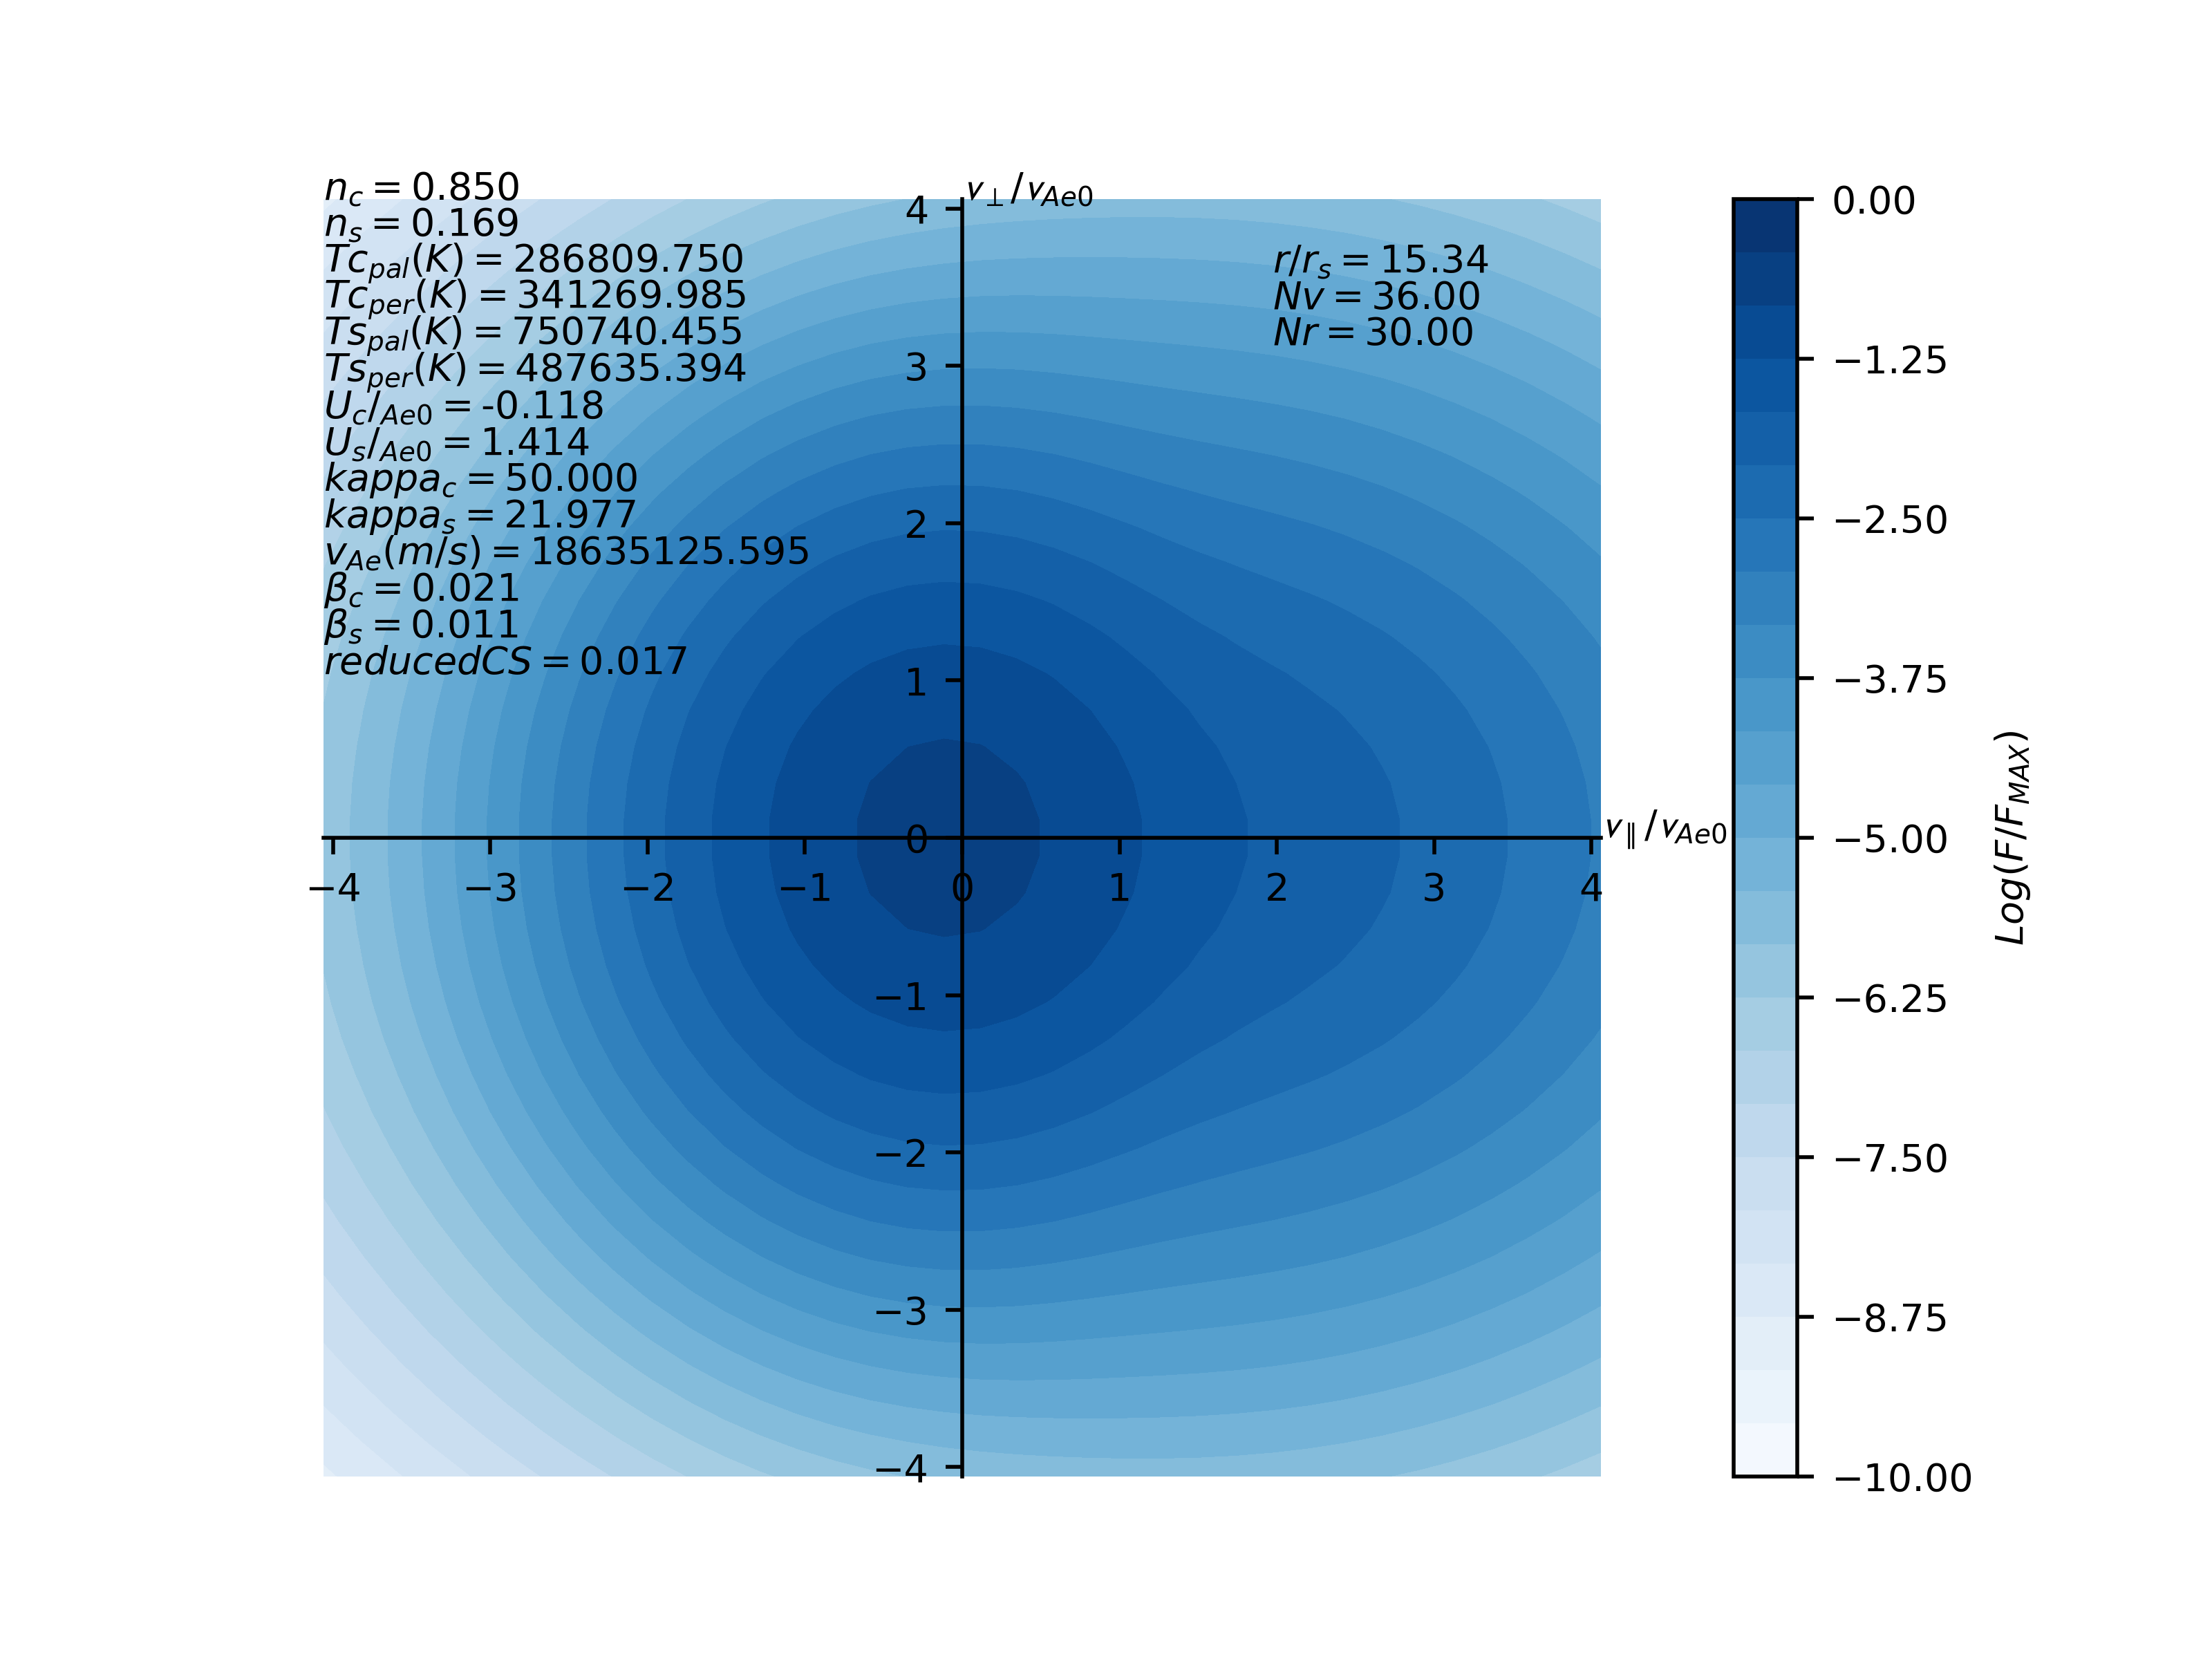 n_c = 0.850
n_s = 0.169
Tc_pal(K) = 286809.750
Tc_per(K) = 341269.985
Ts_pal(K) = 750740.455
Ts_per(K) = 487635.394
U_c/_Ae0 = -0.118
U_s/_Ae0 = 1.414
kappa_c = 50.000
kappa_s = 21.977
v_Ae(m/s) = 18635125.595
β_c = 0.021
β_s = 0.011
reducedCS = 0.017
v_⊥/v_Ae0
r/r_s = 15.34
Nv = 36.00
Nr = 30.00
4
3
2
1
0
−1
−2
−3
−4
−4 −3 −2 −1 0 1 2 3 4
v_∥/v_Ae0
0.00
−1.25
−2.50
−3.75
−5.00
−6.25
−7.50
−8.75
−10.00
Log(F/F_MAX)